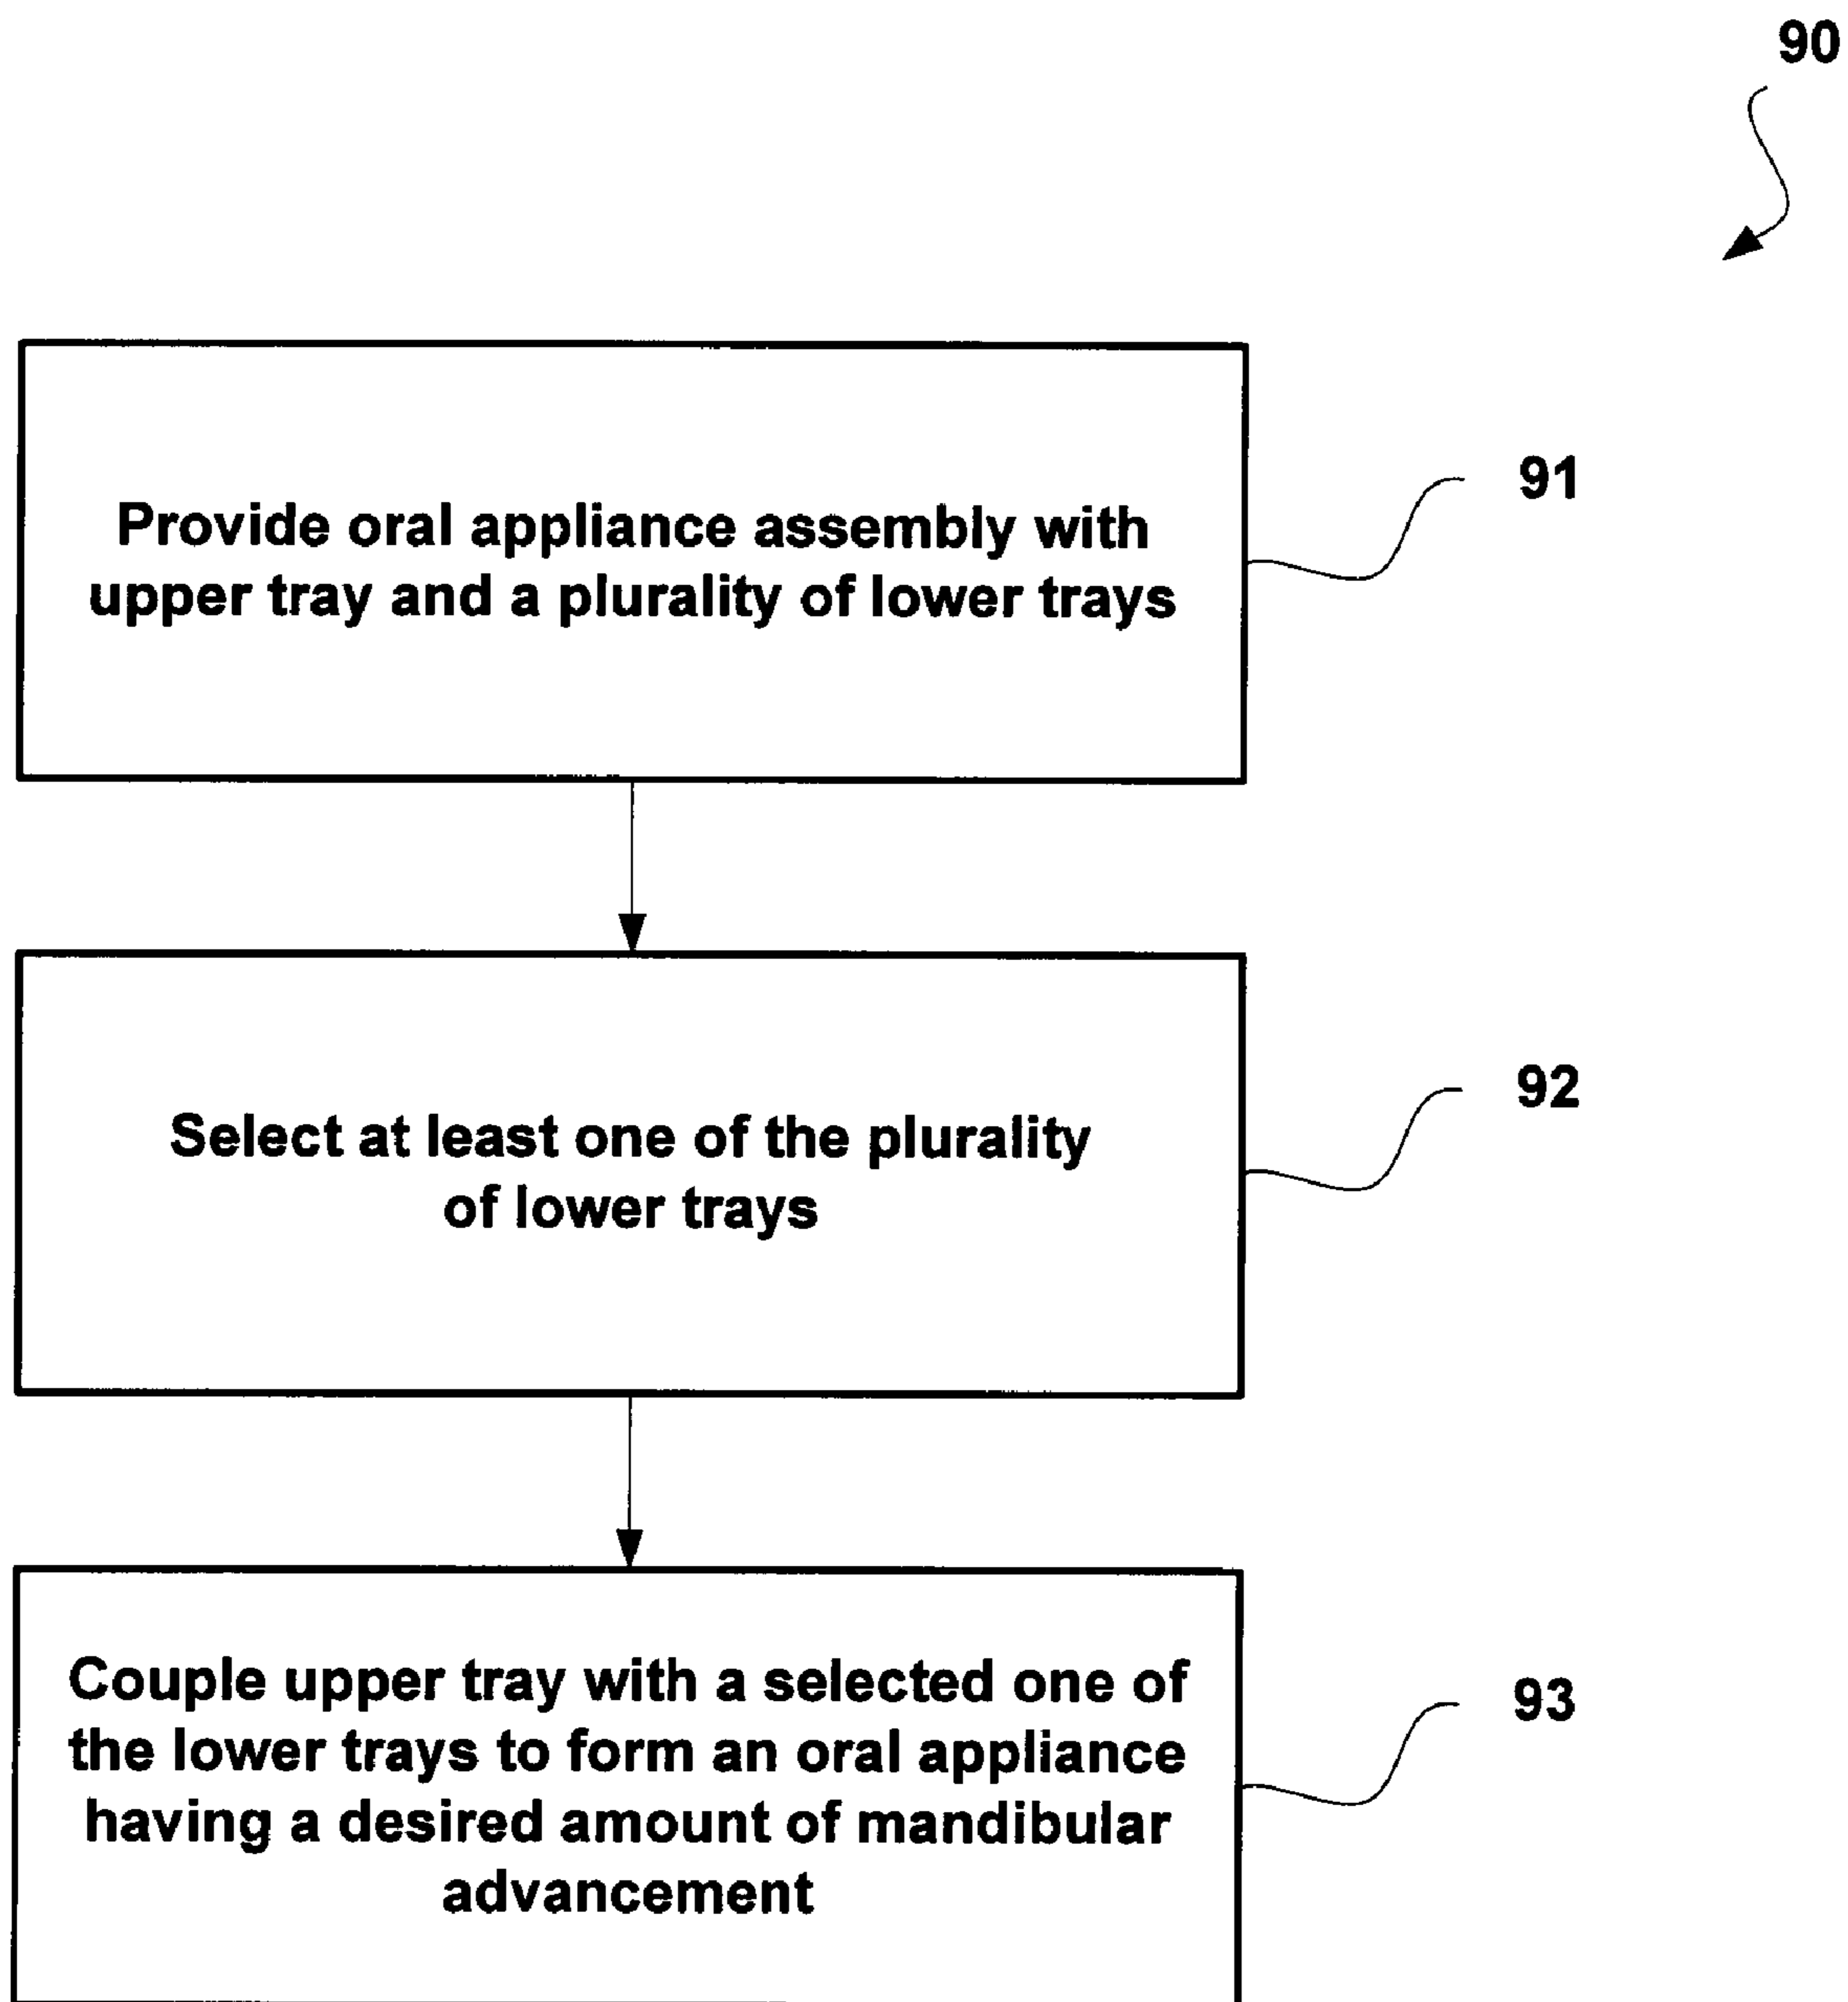 90
Provide oral appliance assembly with
upper tray and a plurality of lower trays
91
Select at least one of the plurality
of lower trays
92
Couple upper tray with a selected one of
the lower trays to form an oral appliance
having a desired amount of mandibular
advancement
93